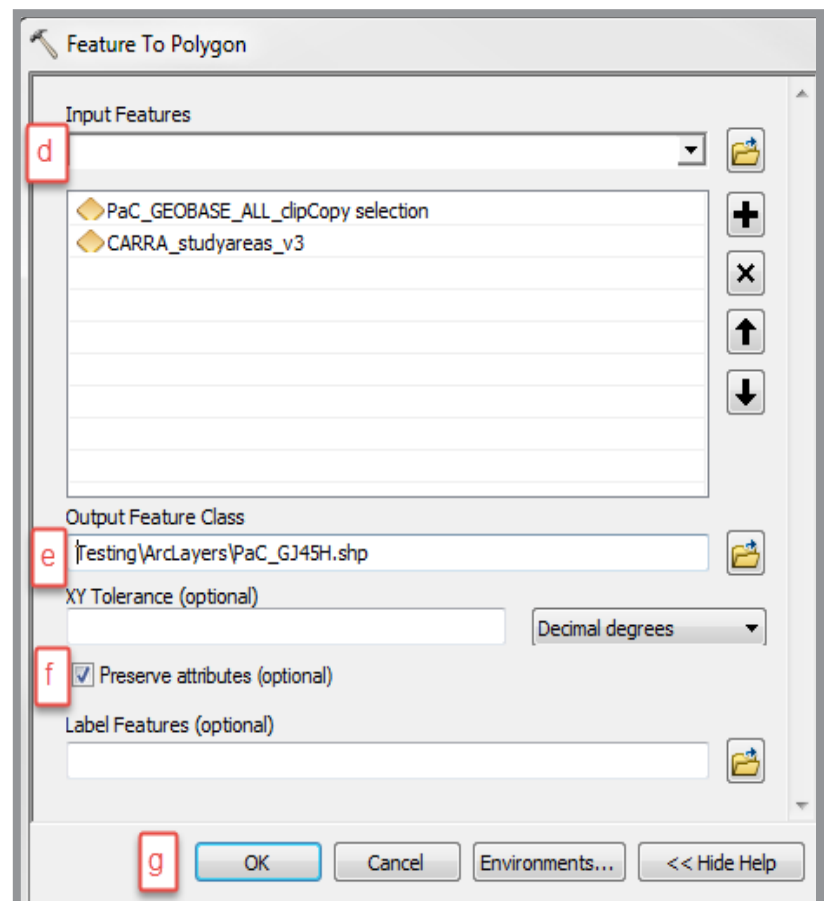 Feature To Polygon
Input Features
d
PaC_GEOBASE_ALL_clipCopy selection
CARRA_studyareas_v3
Output Feature Class
e Testing\ArcLayers\PaC_GJ45H.shp
XY Tolerance (optional)
Decimal degrees
f Preserve attributes (optional)
Label Features (optional)
g OK Cancel Environments... << Hide Help